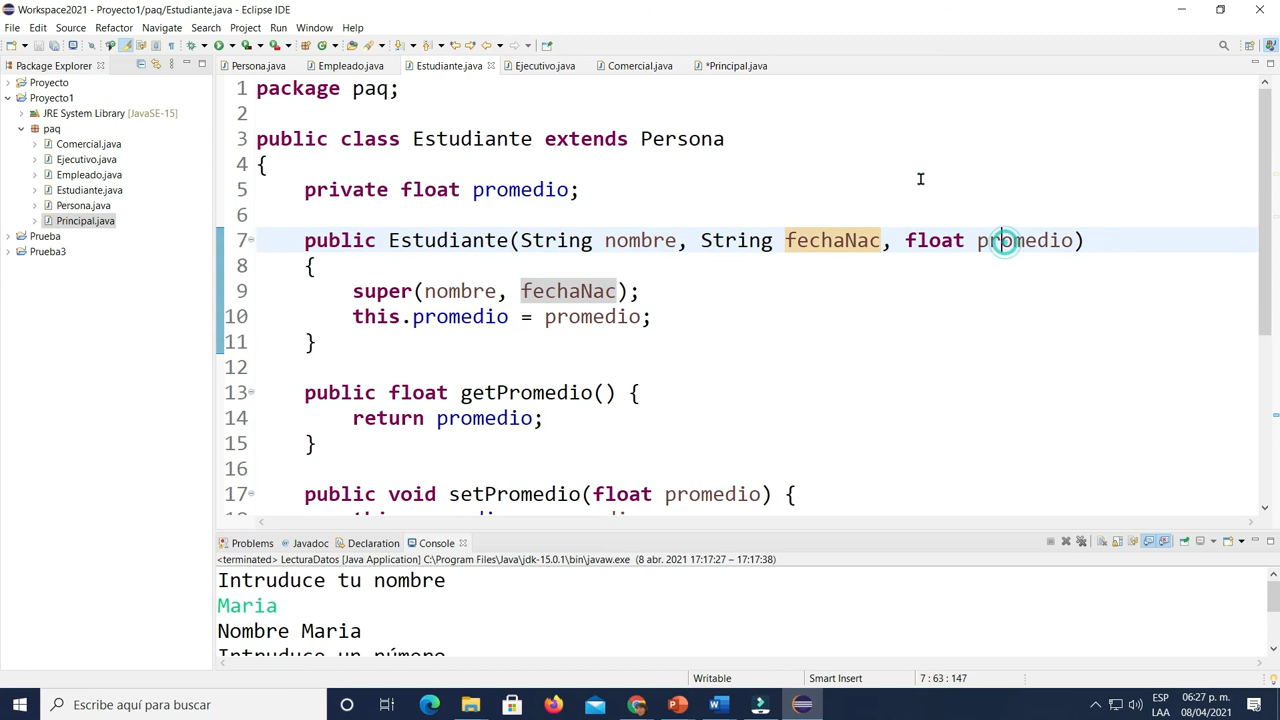 Workspace2021 - Proyecto1/paq/Estudiante.java - Eclipse IDE
File Edit Source Refactor Navigate Search Project Run Window Help
Package Explorer
Persona.java Empleado.java Estudiante.java Ejecutivo.java Comercial.java *Principal.java
Proyecto
Proyecto1
JRE System Library [JavaSE-15]
paq
Comercial.java
Ejecutivo.java
Empleado.java
Estudiante.java
Persona.java
Principal.java
Prueba
Prueba3
1 package paq;
2
3 public class Estudiante extends Persona
4 {
5 private float promedio;
6
7 public Estudiante(String nombre, String fechaNac, float promedio)
8 {
9 super(nombre, fechaNac);
10 this.promedio = promedio;
11 }
12
13 public float getPromedio() {
14 return promedio;
15 }
16
17 public void setPromedio(float promedio) {
Problems Javadoc Declaration Console
<terminated> LecturaDatos [Java Application] C:\Program Files\Java\jdk-15.0.1\bin\javaw.exe (8 abr. 2021 17:17:27 – 17:17:38)
Intruduce tu nombre
Maria
Nombre Maria
Intruduce un número
Writable Smart Insert 7 : 63 : 147
Escribe aquí para buscar
ESP
LAA
06:27 p. m.
08/04/2021